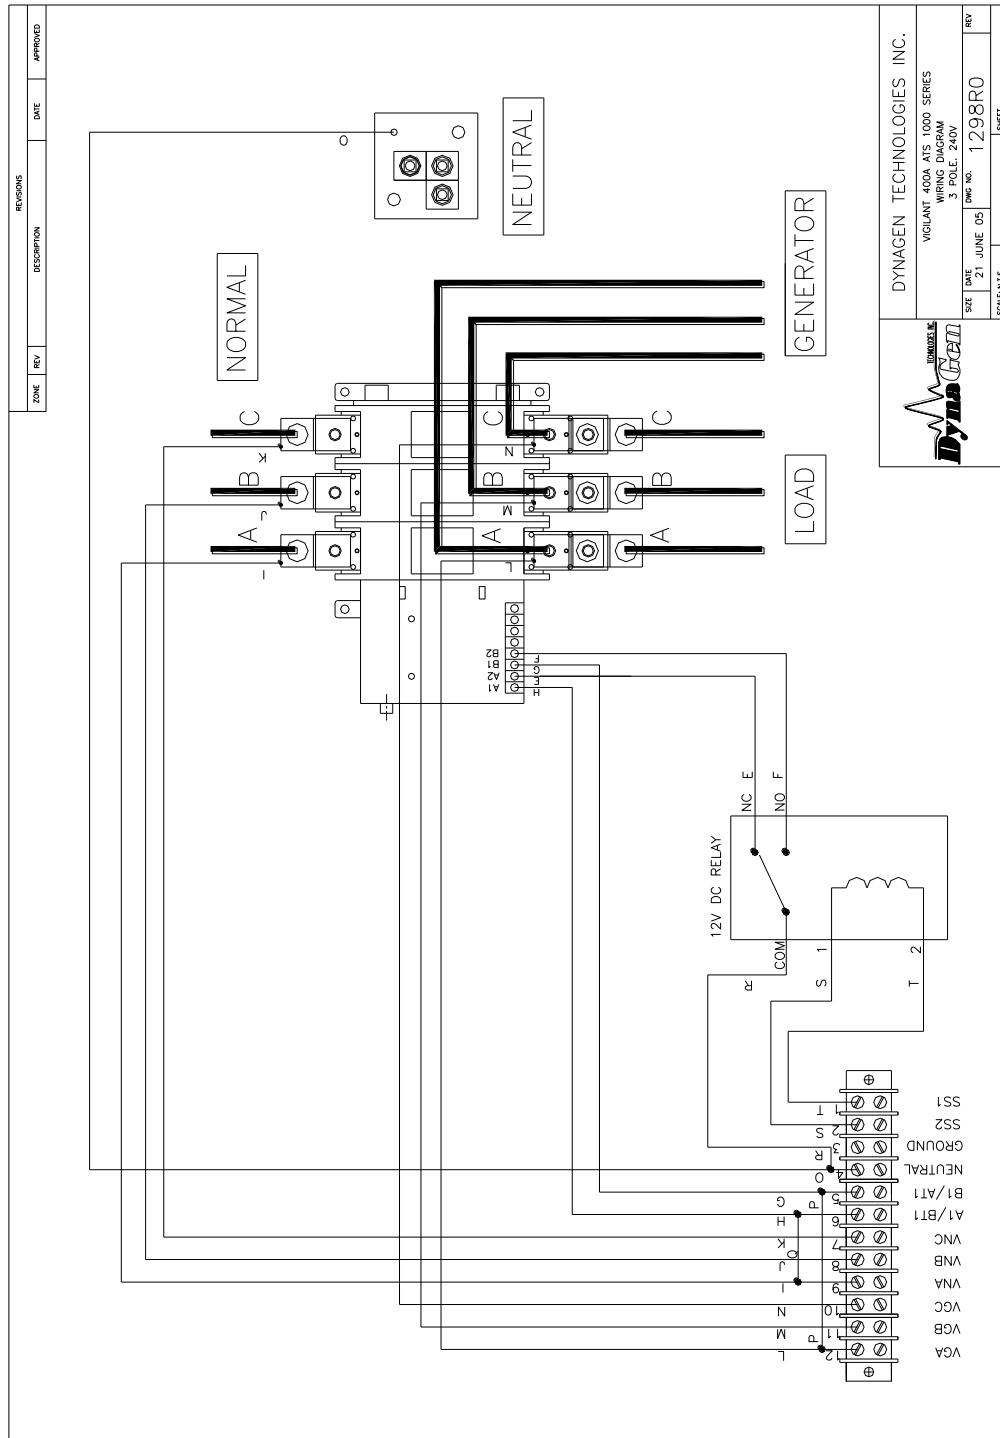 REVISIONS
ZONE REV DESCRIPTION DATE APPROVED
NORMAL
NEUTRAL
GENERATOR
LOAD
O
A B C
I J K
A B C
L M N
A B C
A1 A2 B1 B2
H E G F
12V DC RELAY
NC E
NO F
COM
R
S 1
T 2
T 1 SS1
S 2 SS2
R 3 GROUND
O 4 NEUTRAL
P G 5 B1/AT1
H 6 A1/BT1
K 7 VNC
Q J 8 VNB
I 9 VNA
N 10 VGC
P M 11 VGB
L 12 VGA
DYNAGEN TECHNOLOGIES INC.
VIGILANT 400A ATS 1000 SERIES
WIRING DIAGRAM
3 POLE, 240V
SIZE
DATE
21 JUNE 05
DWG NO.
1298R0
REV
SCALE: N.T.S.
SHEET
TECHNOLOGIES INC.
DynaGen